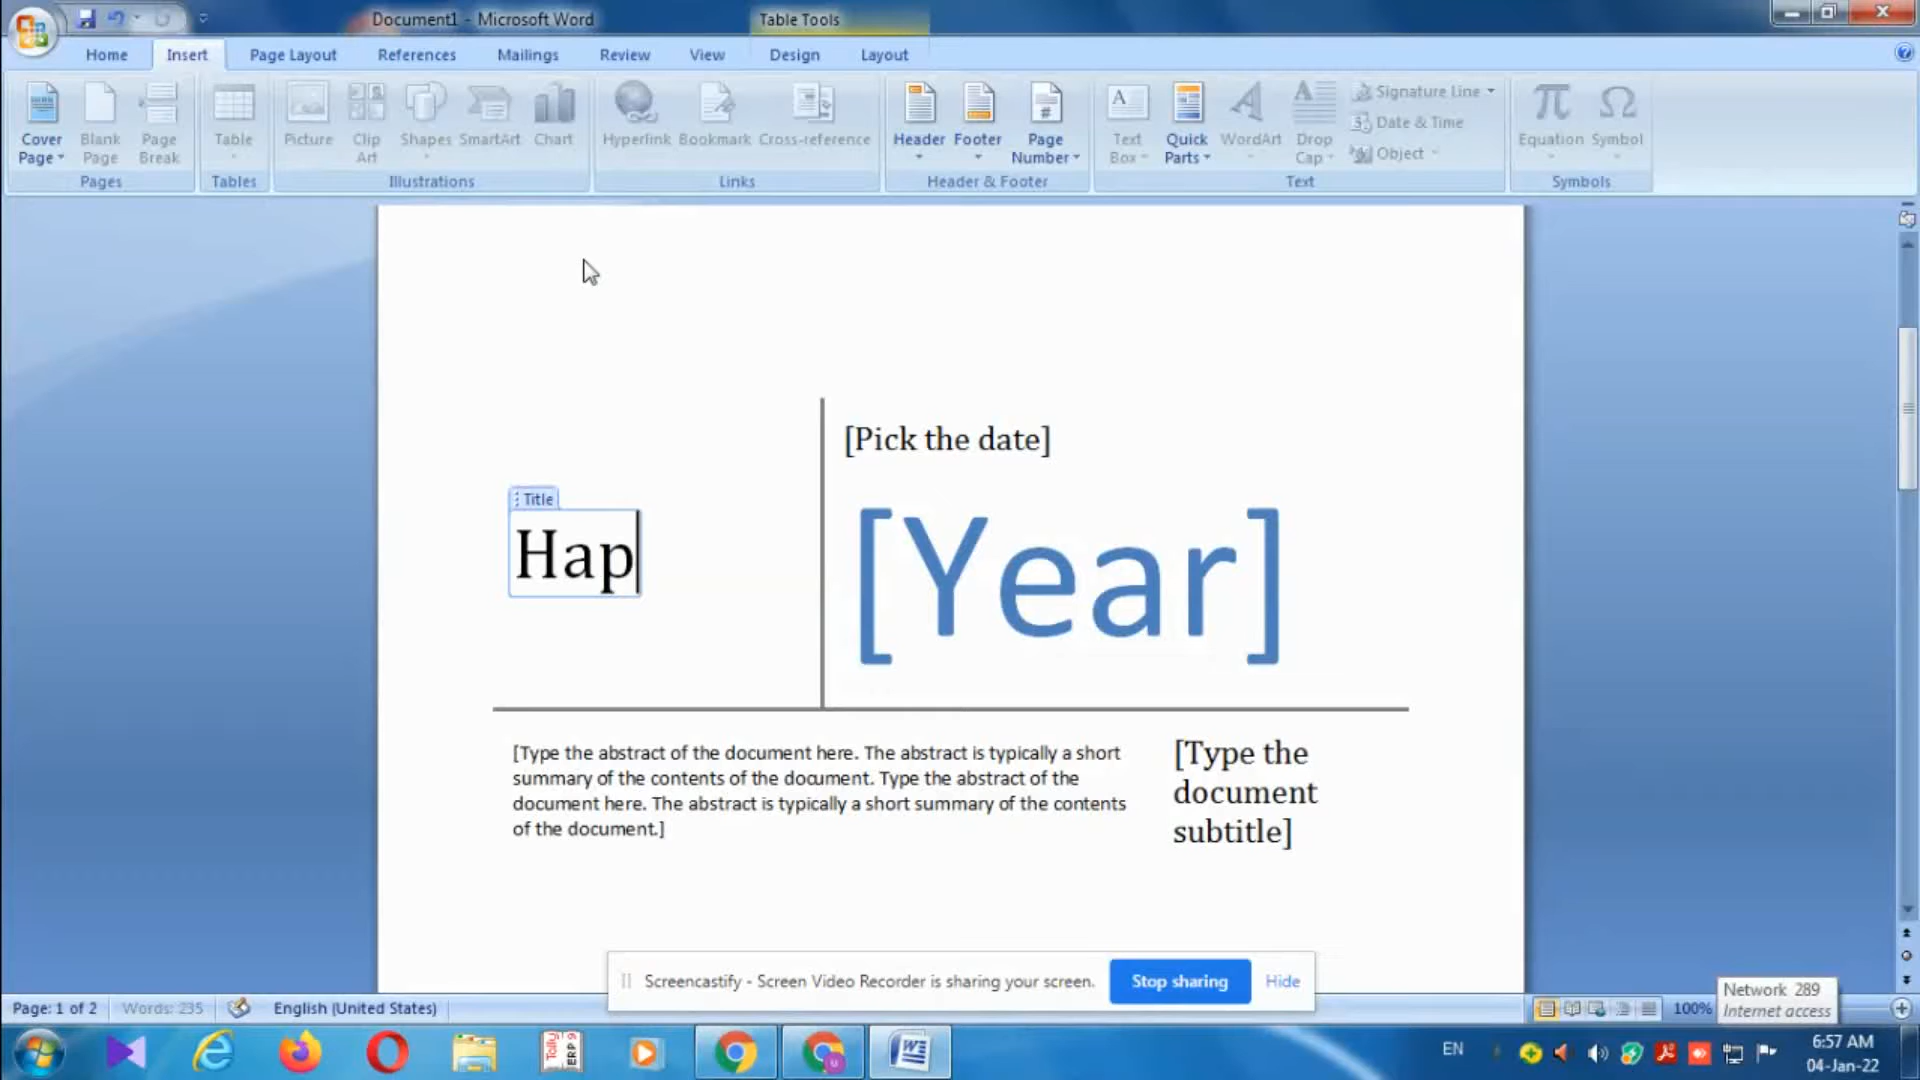 Document1 - Microsoft Word
Table Tools
Home
Insert
Page Layout
References
Mailings
Review
View
Design
Layout
Cover Page
Blank Page
Page Break
Pages
Table
Tables
Picture
Clip Art
Shapes
SmartArt
Chart
Illustrations
Hyperlink
Bookmark
Cross-reference
Links
Header
Footer
Page Number
Header & Footer
Text Box
Quick Parts
WordArt
Drop Cap
Signature Line
Date & Time
Object
Text
Equation
Symbol
Symbols
[Pick the date]
Title
Hap
[Year]
[Type the abstract of the document here. The abstract is typically a short
summary of the contents of the document. Type the abstract of the
document here. The abstract is typically a short summary of the contents
of the document.]
[Type the
document
subtitle]
Screencastify - Screen Video Recorder is sharing your screen.
Stop sharing
Hide
Page: 1 of 2
Words: 235
English (United States)
100%
Network 289
Internet access
Tally
ERP 9
EN
6:57 AM
04-Jan-22